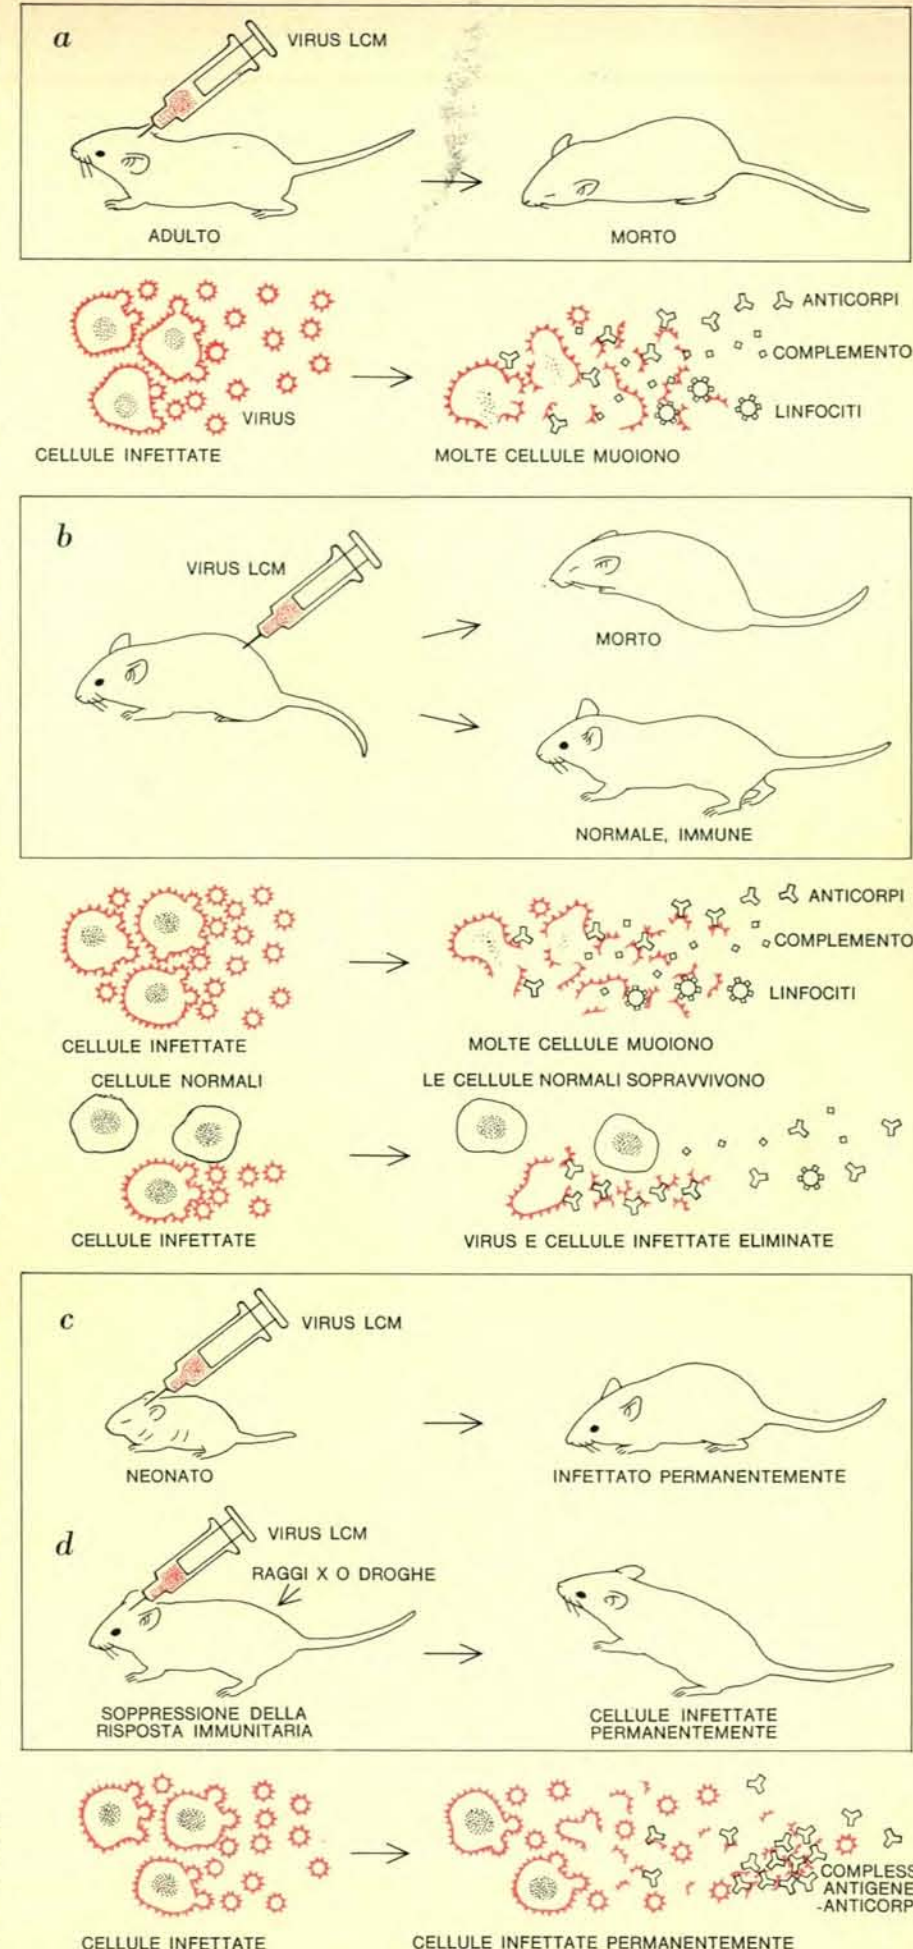 a
VIRUS LCM
ADULTO
MORTO
ANTICORPI
COMPLEMENTO
LINFOCITI
VIRUS
CELLULE INFETTATE
MOLTE CELLULE MUOIONO
b
VIRUS LCM
MORTO
NORMALE, IMMUNE
ANTICORPI
COMPLEMENTO
LINFOCITI
CELLULE INFETTATE
MOLTE CELLULE MUOIONO
CELLULE NORMALI
LE CELLULE NORMALI SOPRAVVIVONO
CELLULE INFETTATE
VIRUS E CELLULE INFETTATE ELIMINATE
c
VIRUS LCM
NEONATO
INFETTATO PERMANENTEMENTE
d
VIRUS LCM
RAGGI X O DROGHE
SOPPRESSIONE DELLA
RISPOSTA IMMUNITARIA
CELLULE INFETTATE
PERMANENTEMENTE
COMPLESS
ANTIGENE
-ANTICORP
CELLULE INFETTATE
CELLULE INFETTATE PERMANENTEMENTE